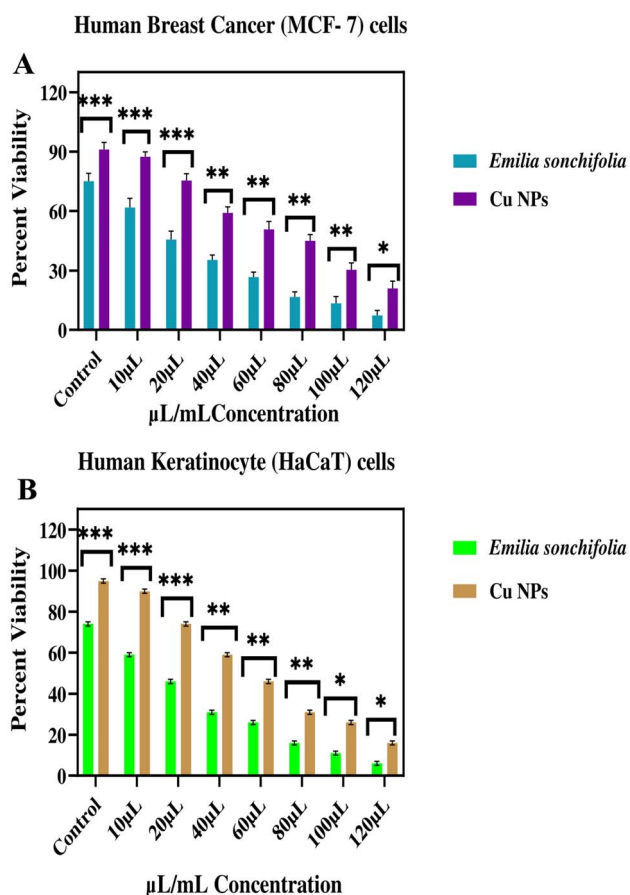 Human Breast Cancer (MCF- 7) cells
A
Percent Viability
120
90
60
30
0
*** *** *** ** ** ** ** *
Emilia sonchifolia
Cu NPs
Control 10µL 20µL 40µL 60µL 80µL 100µL 120µL
µL/mLConcentration
Human Keratinocyte (HaCaT) cells
B
Percent Viability
120
100
80
60
40
20
0
*** *** *** ** ** ** * *
Emilia sonchifolia
Cu NPs
Control 10µL 20µL 40µL 60µL 80µL 100µL 120µL
µL/mL Concentration